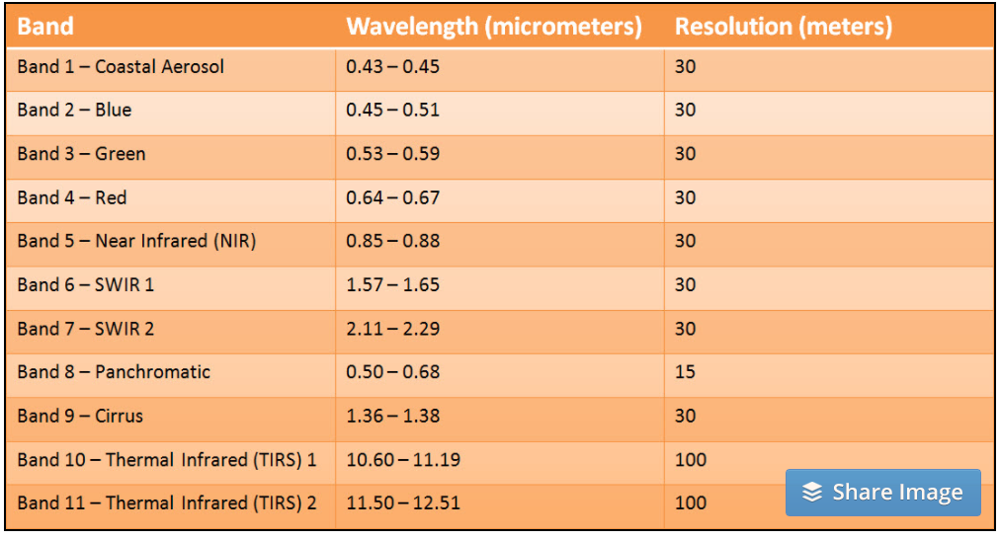 Band Wavelength (micrometers) Resolution (meters)
Band 1 – Coastal Aerosol 0.43 – 0.45 30
Band 2 – Blue 0.45 – 0.51 30
Band 3 – Green 0.53 – 0.59 30
Band 4 – Red 0.64 – 0.67 30
Band 5 – Near Infrared (NIR) 0.85 – 0.88 30
Band 6 – SWIR 1 1.57 – 1.65 30
Band 7 – SWIR 2 2.11 – 2.29 30
Band 8 – Panchromatic 0.50 – 0.68 15
Band 9 – Cirrus 1.36 – 1.38 30
Band 10 – Thermal Infrared (TIRS) 1 10.60 – 11.19 100
Band 11 – Thermal Infrared (TIRS) 2 11.50 – 12.51 100
Share Image